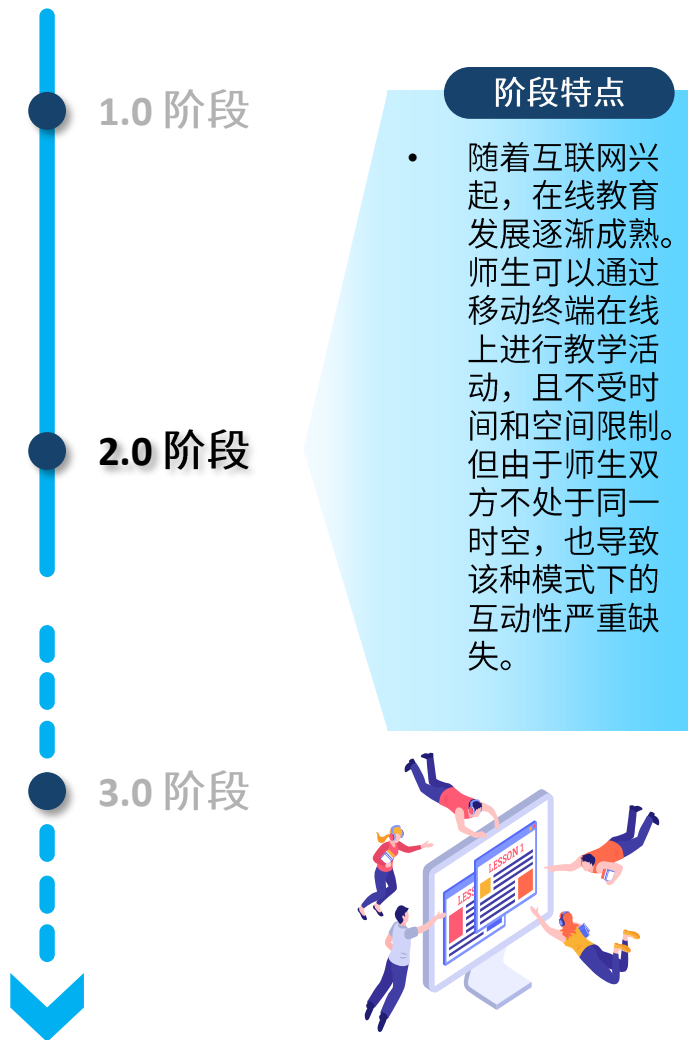 1.0 阶段
阶段特点
• 随着互联网兴
起，在线教育
发展逐渐成熟。
师生可以通过
移动终端在线
上进行教学活
动，且不受时
间和空间限制。
但由于师生双
方不处于同一
时空，也导致
该种模式下的
互动性严重缺
失。
2.0 阶段
3.0 阶段
LESSON 1
LESS